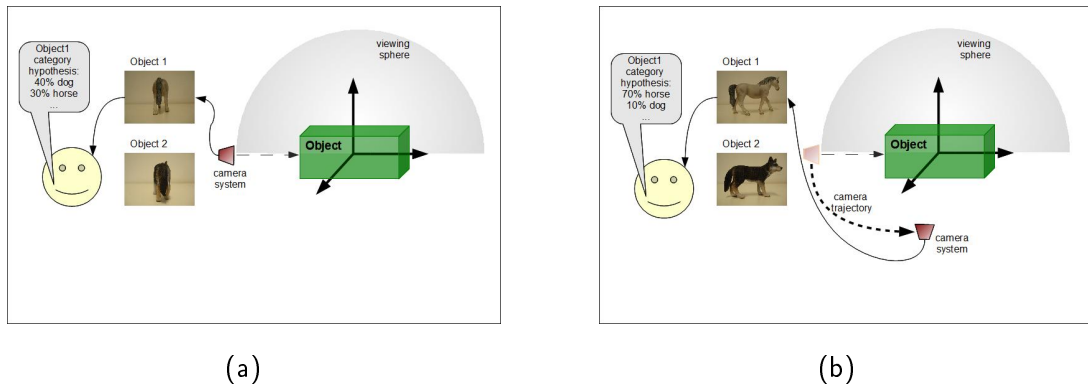 Object1
category
hypothesis:
40% dog
30% horse
...
Object 1
Object 2
viewing
sphere
Object
camera
system
(a)
Object1
category
hypothesis:
70% horse
10% dog
...
Object 1
Object 2
viewing
sphere
Object
camera
trajectory
camera
system
(b)